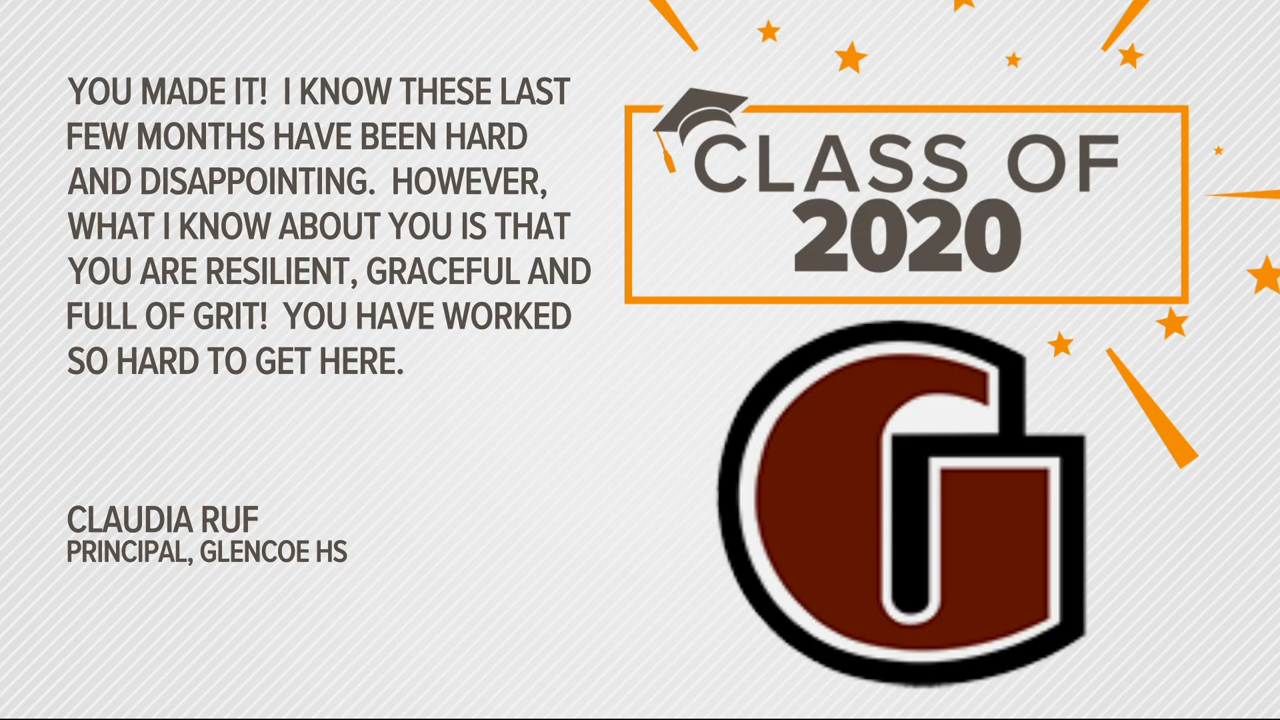 YOU MADE IT!  I KNOW THESE LAST
FEW MONTHS HAVE BEEN HARD
AND DISAPPOINTING.  HOWEVER,
WHAT I KNOW ABOUT YOU IS THAT
YOU ARE RESILIENT, GRACEFUL AND
FULL OF GRIT!  YOU HAVE WORKED
SO HARD TO GET HERE.
CLAUDIA RUF
PRINCIPAL, GLENCOE HS
CLASS OF
2020
G